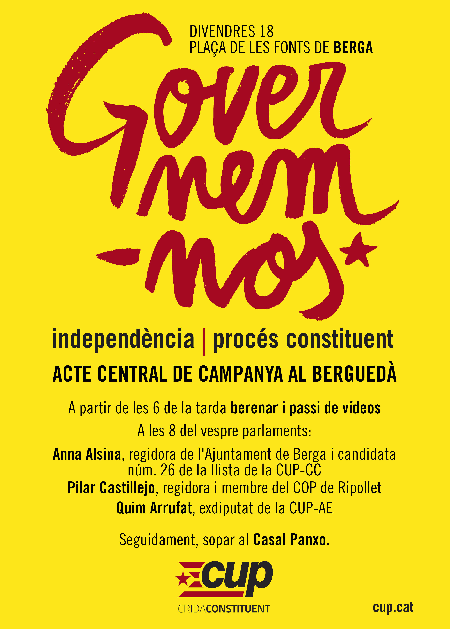 DIVENDRES 18
PLAÇA DE LES FONTS DE BERGA
Gover
nem
-nos
independència | procés constituent
ACTE CENTRAL DE CAMPANYA AL BERGUEDÀ
A partir de les 6 de la tarda berenar i passi de vídeos
A les 8 del vespre parlaments:
Anna Alsina, regidora de l'Ajuntament de Berga i candidata
núm. 26 de la llista de la CUP-CC
Pilar Castillejo, regidora i membre del COP de Ripollet
Quim Arrufat, exdiputat de la CUP-AE
Seguidament, sopar al Casal Panxo.
cup
CRIDACONSTITUENT
cup.cat